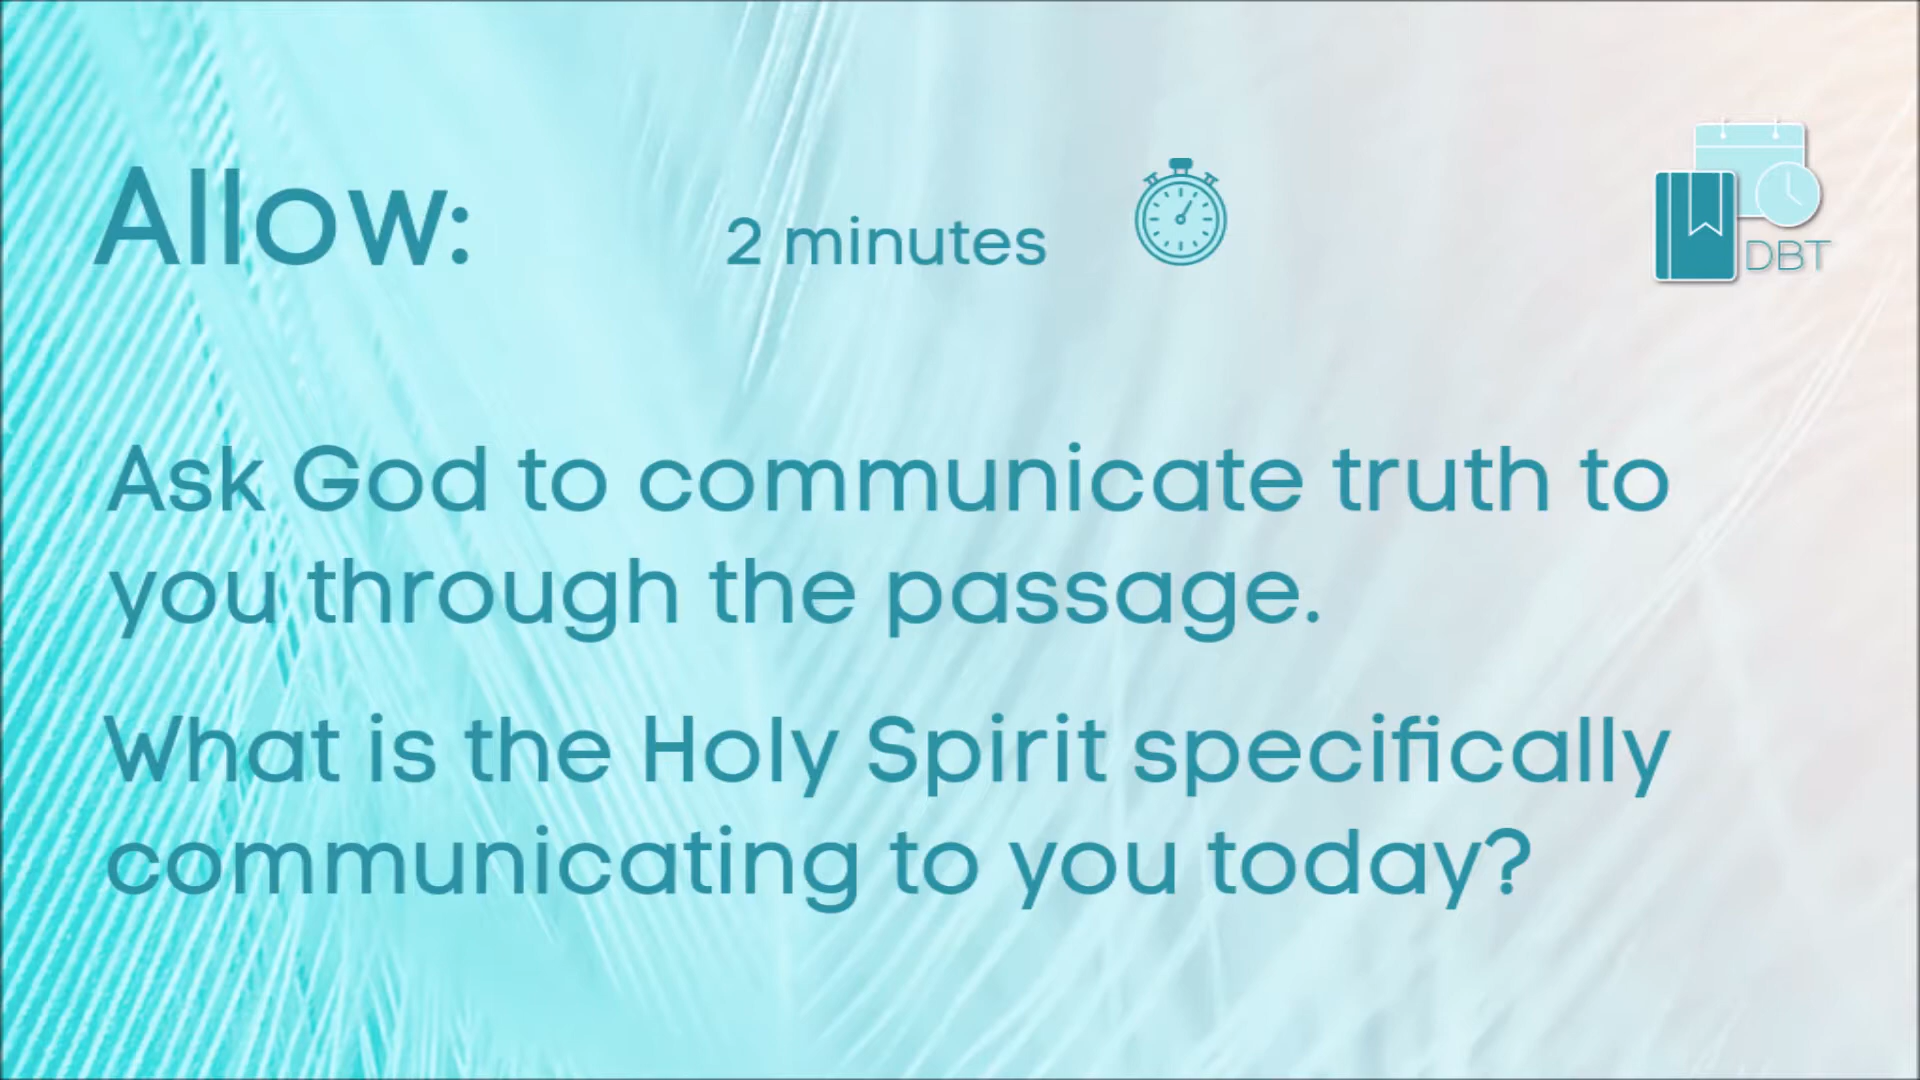 Allow:
2 minutes
DBT
Ask God to communicate truth to
you through the passage.
What is the Holy Spirit specifically
communicating to you today?